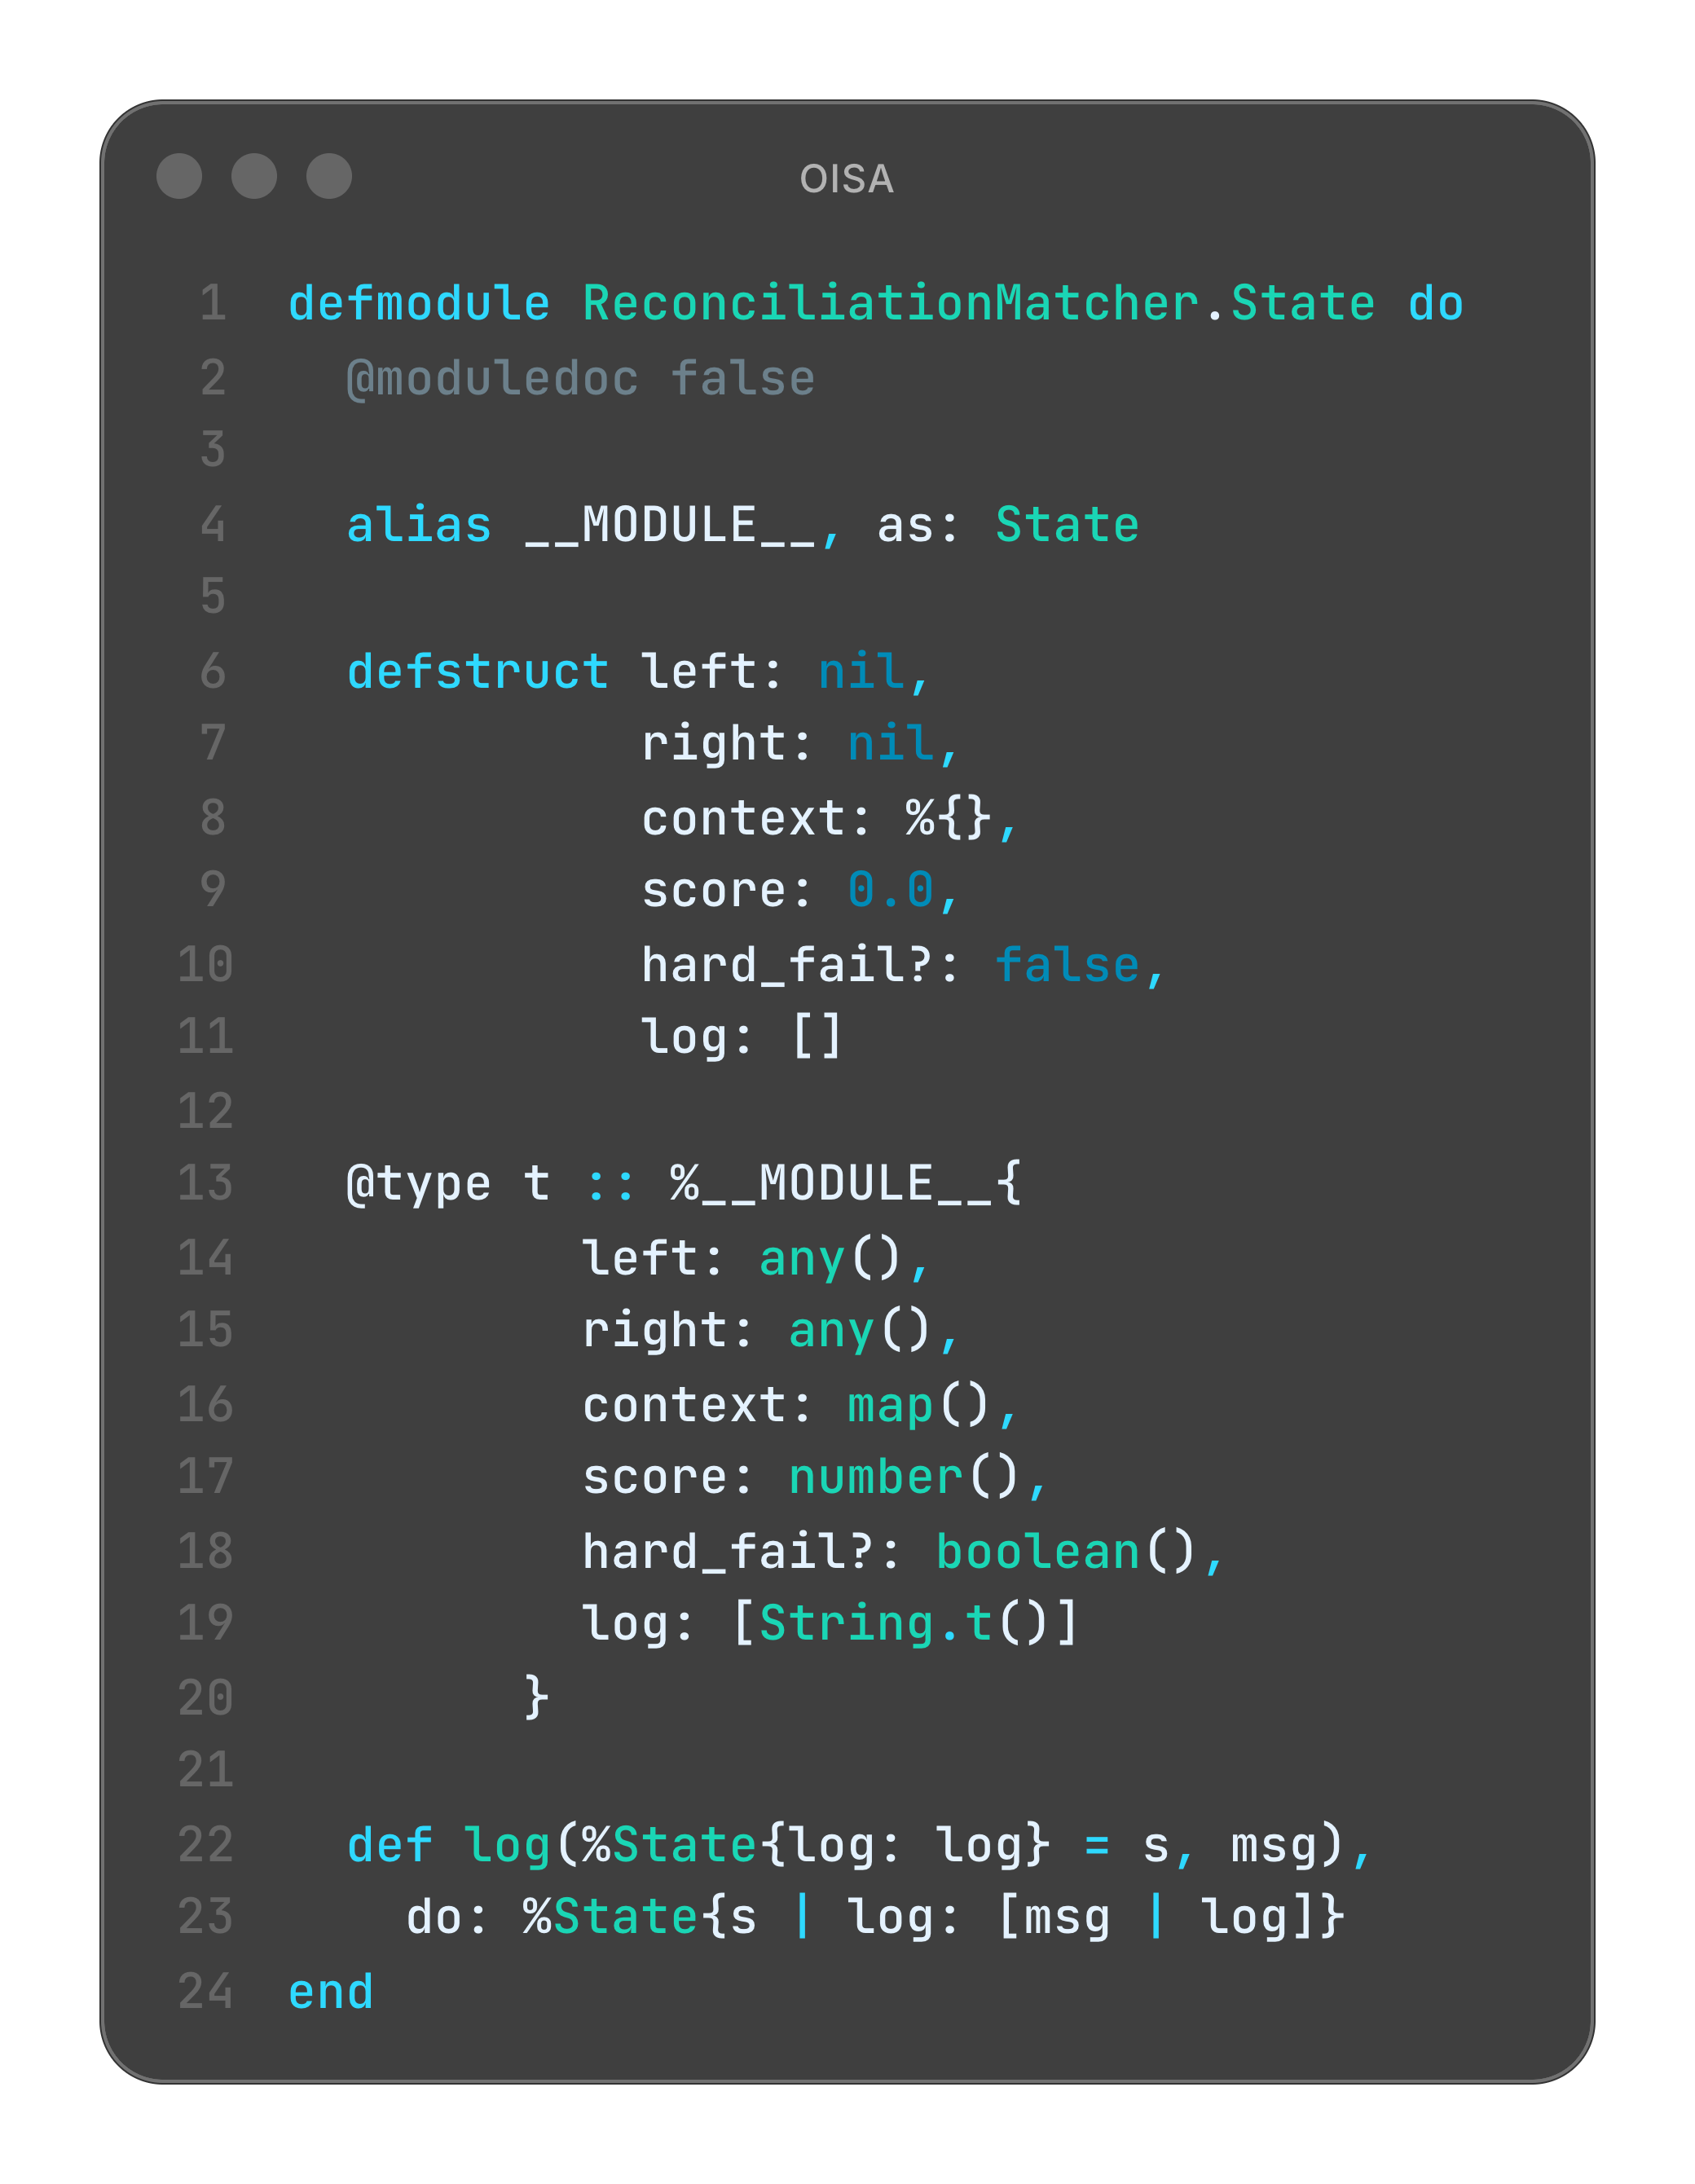 OISA
1 defmodule ReconciliationMatcher.State do
2   @moduledoc false
3
4   alias __MODULE__, as: State
5
6   defstruct left: nil,
7             right: nil,
8             context: %{},
9             score: 0.0,
10             hard_fail?: false,
11             log: []
12
13   @type t :: %__MODULE__{
14           left: any(),
15           right: any(),
16           context: map(),
17           score: number(),
18           hard_fail?: boolean(),
19           log: [String.t()]
20         }
21
22   def log(%State{log: log} = s, msg),
23     do: %State{s | log: [msg | log]}
24 end